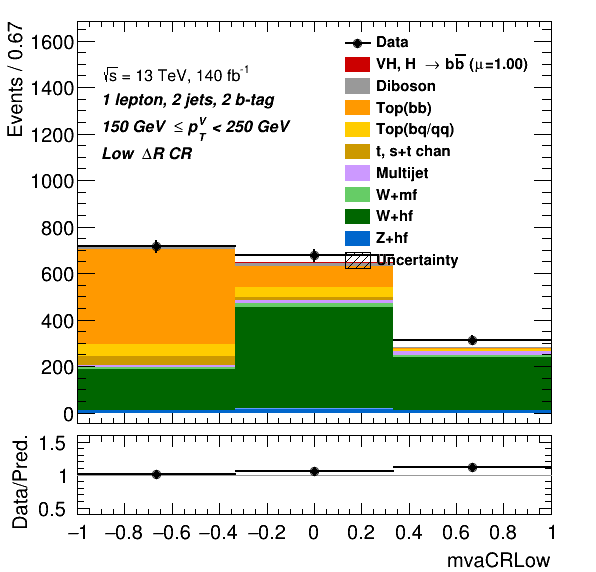 Events / 0.67
1600
1400
1200
1000
800
600
400
200
0
√s = 13 TeV, 140 fb⁻¹
1 lepton, 2 jets, 2 b-tag
150 GeV ≤ p_T^V < 250 GeV
Low ΔR CR
Data
VH, H → bb̅ (μ=1.00)
Diboson
Top(bb)
Top(bq/qq)
t, s+t chan
Multijet
W+mf
W+hf
Z+hf
Uncertainty
Data/Pred.
1.5
1
0.5
−1 −0.8 −0.6 −0.4 −0.2 0 0.2 0.4 0.6 0.8 1
mvaCRLow